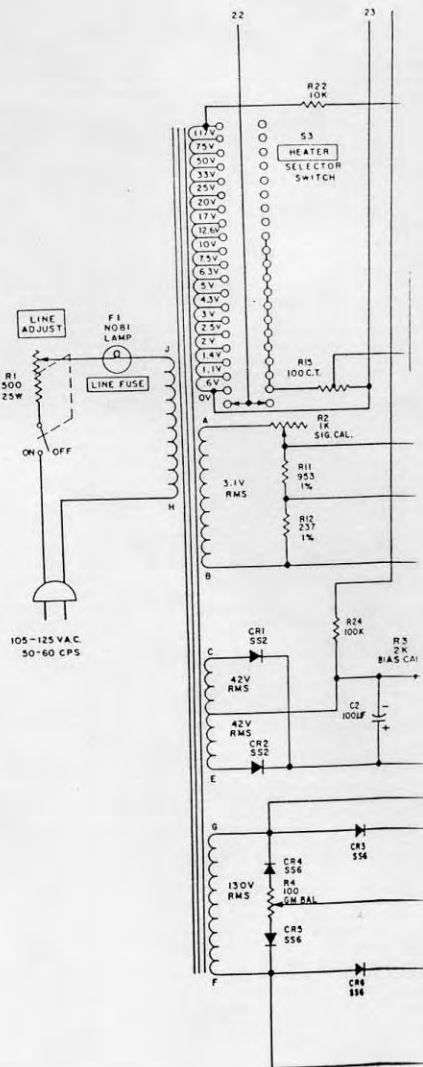 22
23
R22
10K
S3
HEATER
SELECTOR
SWITCH
117V
75V
50V
33V
25V
20V
17V
12.6V
10V
7.5V
6.3V
5V
4.3V
3V
2.5V
2V
1.4V
1.1V
.6V
0V
LINE
ADJUST
F1
NO81
LAMP
LINE FUSE
J
R1
500
25W
ON
OFF
H
105-125 V.A.C.
50-60 CPS
R15
100 C.T.
A
R2
1K
SIG. CAL.
3.1V
RMS
R11
953
1%
R12
237
1%
B
R24
100K
R3
2K
BIAS CAL
CR1
SS2
C
42V
RMS
42V
RMS
CR2
SS2
E
C2
100UF
-
+
+
G
CR3
SS6
CR4
SS6
130V
RMS
R4
100
GM BAL
CR5
SS6
F
CR6
SS6